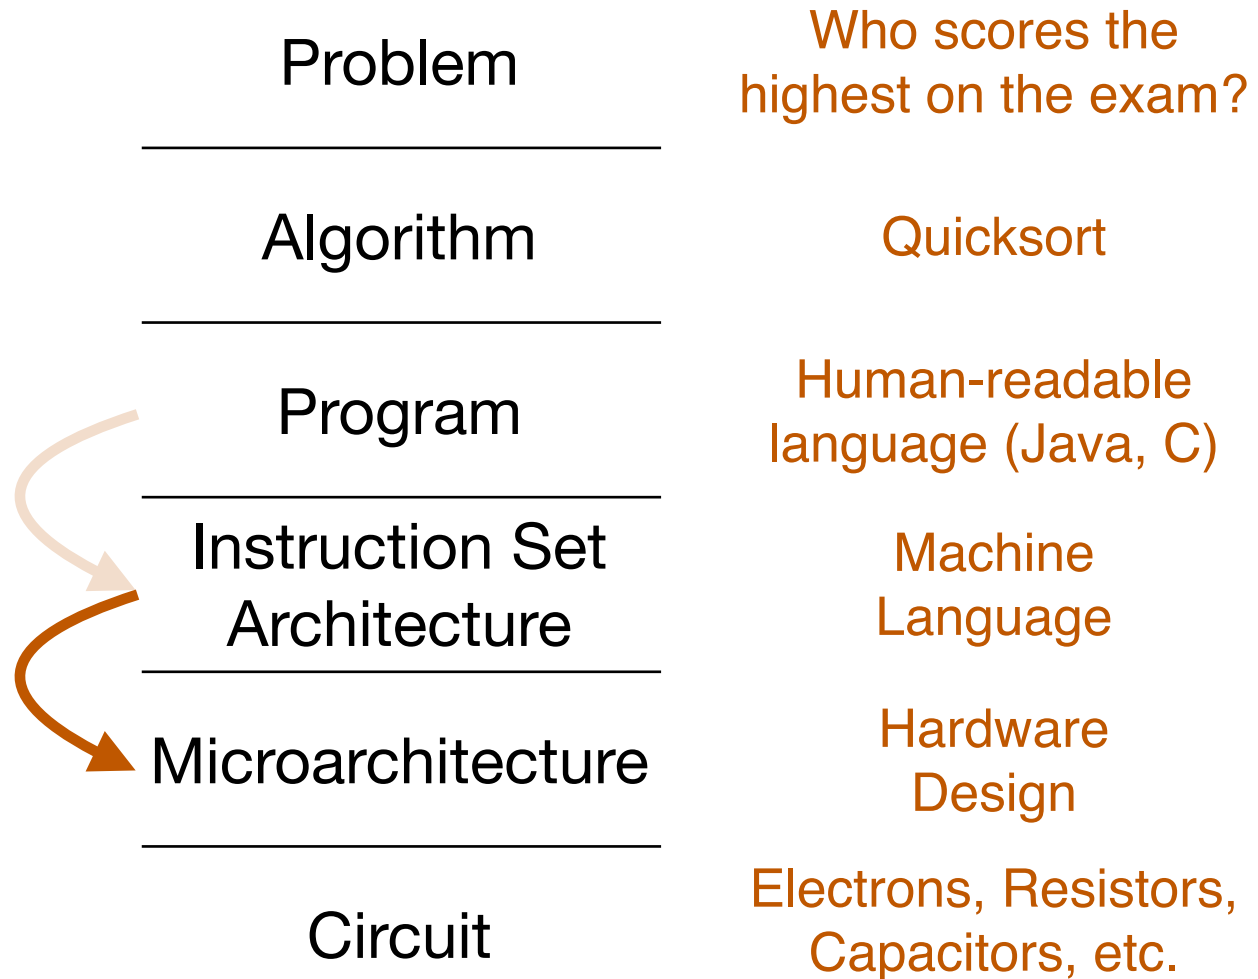 Problem
Who scores the
highest on the exam?
Algorithm
Quicksort
Program
Human-readable
language (Java, C)
Instruction Set
Architecture
Machine
Language
Microarchitecture
Hardware
Design
Circuit
Electrons, Resistors,
Capacitors, etc.